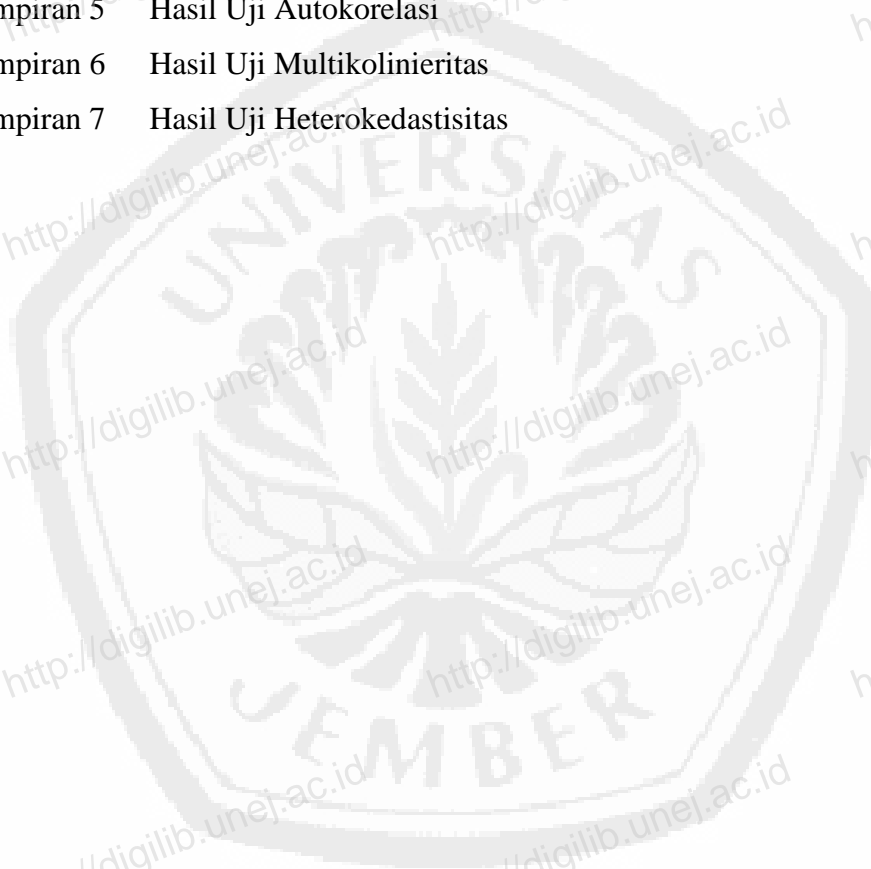 mpiran 5 Hasil Uji Autokorelasi
mpiran 6 Hasil Uji Multikolinieritas
mpiran 7 Hasil Uji Heterokedastisitas
http://digilib.unej.ac.id
http://digilib.unej.ac.id
UNIVERSITAS
http://digilib.unej.ac.id
http://digilib.unej.ac.id
http://digilib.unej.ac.id
http://digilib.unej.ac.id
JEMBER
//digilib.unej.ac.id
//digilib.unej.ac.id